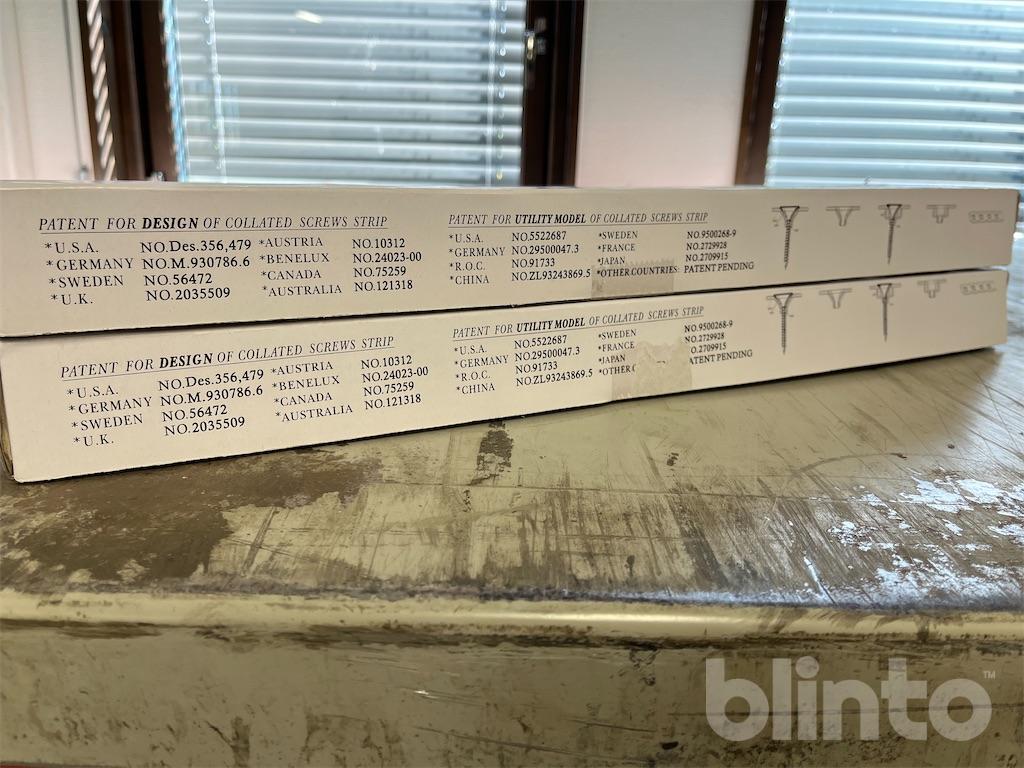 PATENT FOR DESIGN OF COLLATED SCREWS STRIP
*U.S.A. NO.Des.356,479 *AUSTRIA NO.10312
*GERMANY NO.M.930786.6 *BENELUX NO.24023-00
*SWEDEN NO.56472 *CANADA NO.75259
*U.K. NO.2035509 *AUSTRALIA NO.121318
PATENT FOR UTILITY MODEL OF COLLATED SCREWS STRIP
*U.S.A. NO.5522687 *SWEDEN NO.9500268-9
*GERMANY NO.29500047.3 *FRANCE NO.2729928
*R.O.C. NO.91733 *JAPAN NO.2709915
*CHINA NO.ZL93243869.5 *OTHER COUNTRIES: PATENT PENDING
PATENT FOR DESIGN OF COLLATED SCREWS STRIP
*U.S.A. NO.Des.356,479 *AUSTRIA NO.10312
*GERMANY NO.M.930786.6 *BENELUX NO.24023-00
*SWEDEN NO.56472 *CANADA NO.75259
*U.K. NO.2035509 *AUSTRALIA NO.121318
PATENT FOR UTILITY MODEL OF COLLATED SCREWS STRIP
*U.S.A. NO.5522687 *SWEDEN NO.9500268-9
*GERMANY NO.29500047.3 *FRANCE NO.2729928
*R.O.C. NO.91733 *JAPAN NO.2709915
*CHINA NO.ZL93243869.5 *OTHER PATENT PENDING
blinto™